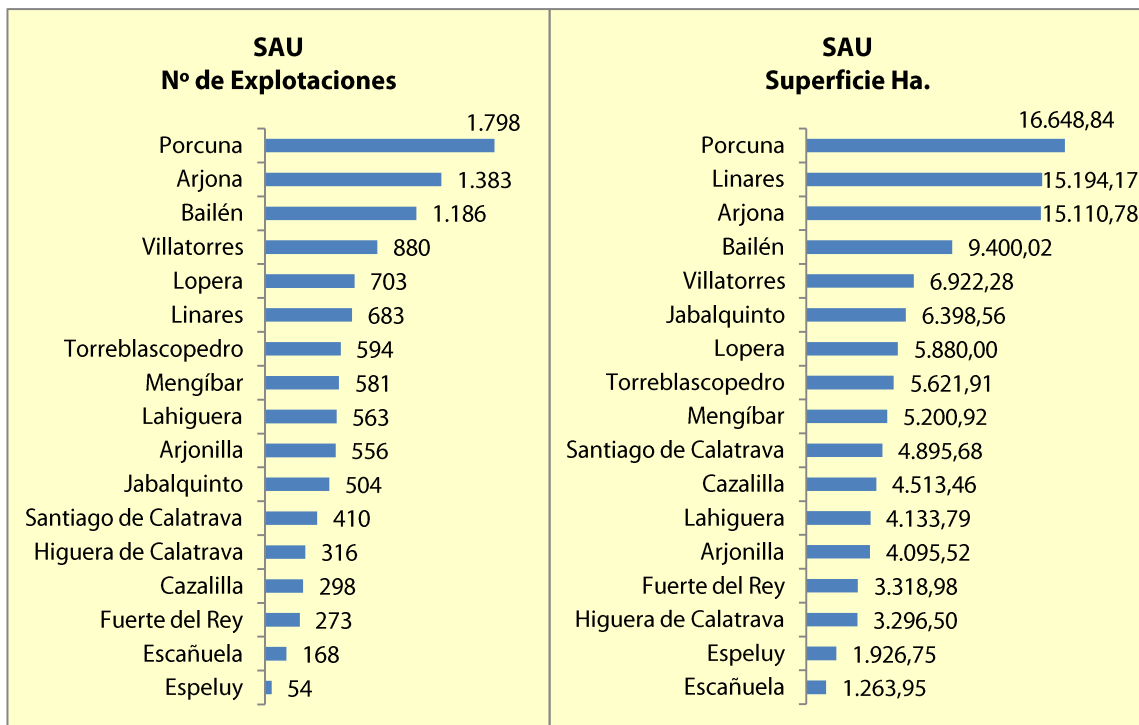 SAU
Nº de Explotaciones
Porcuna 1.798
Arjona 1.383
Bailén 1.186
Villatorres 880
Lopera 703
Linares 683
Torreblascopedro 594
Mengíbar 581
Lahiguera 563
Arjonilla 556
Jabalquinto 504
Santiago de Calatrava 410
Higuera de Calatrava 316
Cazalilla 298
Fuerte del Rey 273
Escañuela 168
Espeluy 54
SAU
Superficie Ha.
Porcuna 16.648,84
Linares 15.194,17
Arjona 15.110,78
Bailén 9.400,02
Villatorres 6.922,28
Jabalquinto 6.398,56
Lopera 5.880,00
Torreblascopedro 5.621,91
Mengíbar 5.200,92
Santiago de Calatrava 4.895,68
Cazalilla 4.513,46
Lahiguera 4.133,79
Arjonilla 4.095,52
Fuerte del Rey 3.318,98
Higuera de Calatrava 3.296,50
Espeluy 1.926,75
Escañuela 1.263,95